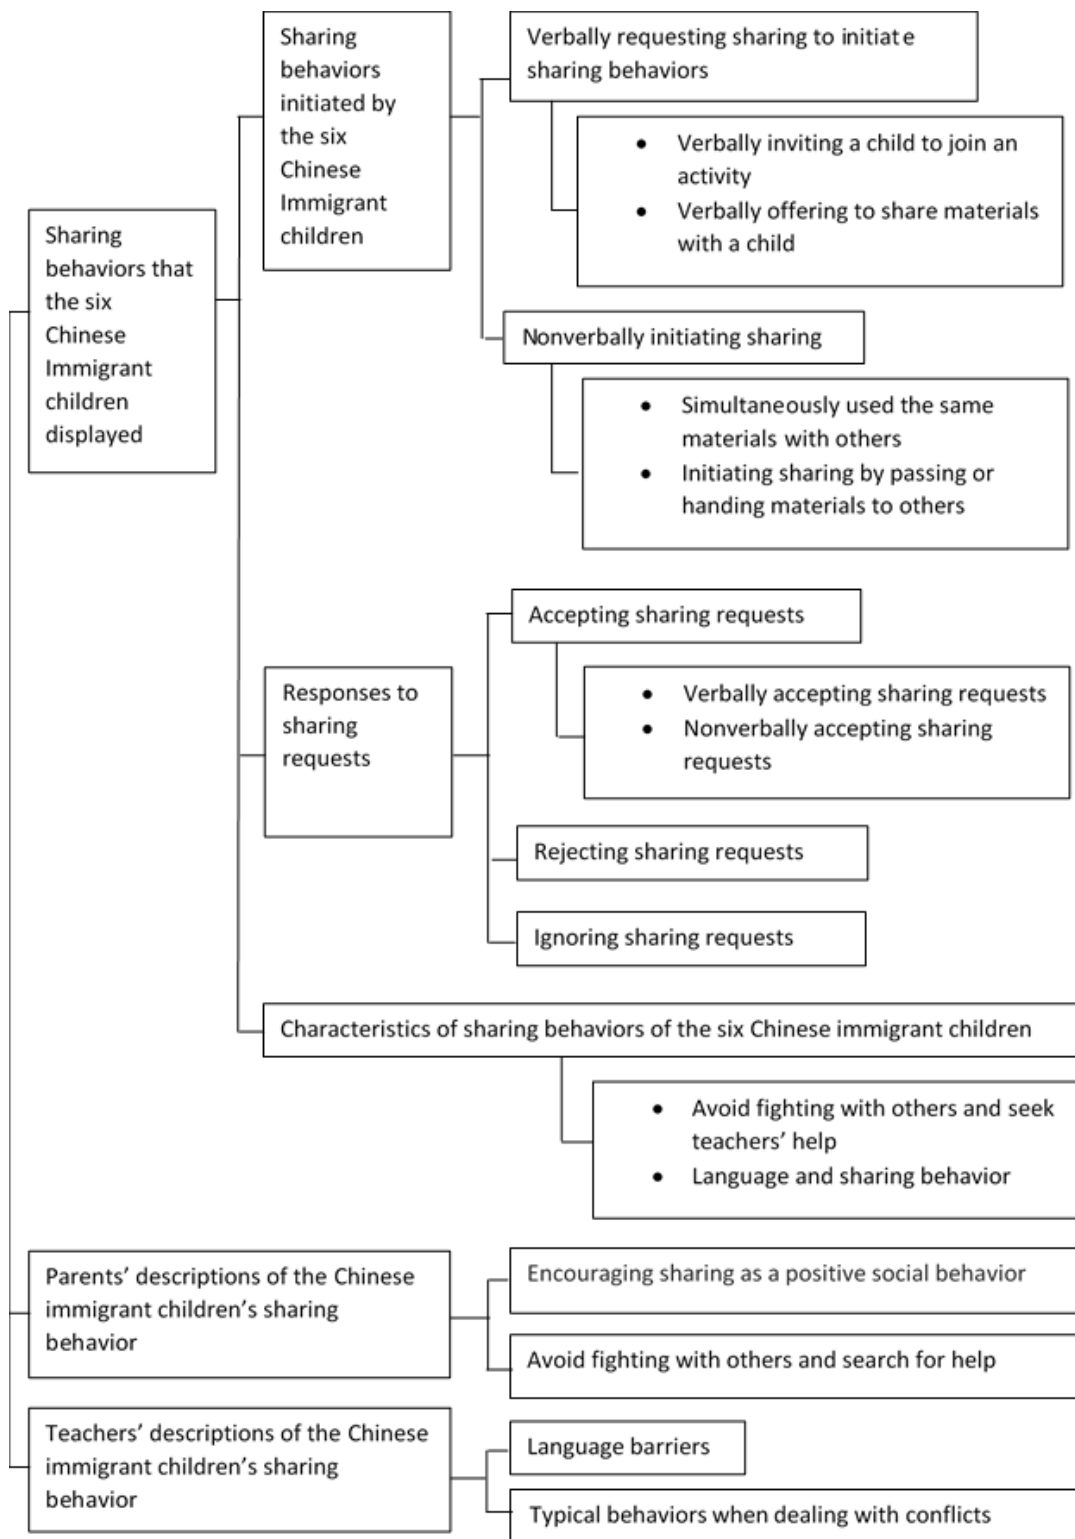 Sharing
behaviors that
the six
Chinese
Immigrant
children
displayed
Sharing
behaviors
initiated by
the six
Chinese
Immigrant
children
Verbally requesting sharing to initiate
sharing behaviors
• Verbally inviting a child to join an
activity
• Verbally offering to share materials
with a child
Nonverbally initiating sharing
• Simultaneously used the same
materials with others
• Initiating sharing by passing or
handing materials to others
Responses to
sharing
requests
Accepting sharing requests
• Verbally accepting sharing requests
• Nonverbally accepting sharing
requests
Rejecting sharing requests
Ignoring sharing requests
Characteristics of sharing behaviors of the six Chinese immigrant children
• Avoid fighting with others and seek
teachers’ help
• Language and sharing behavior
Parents’ descriptions of the Chinese
immigrant children’s sharing
behavior
Encouraging sharing as a positive social behavior
Avoid fighting with others and search for help
Teachers’ descriptions of the Chinese
immigrant children’s sharing
behavior
Language barriers
Typical behaviors when dealing with conflicts